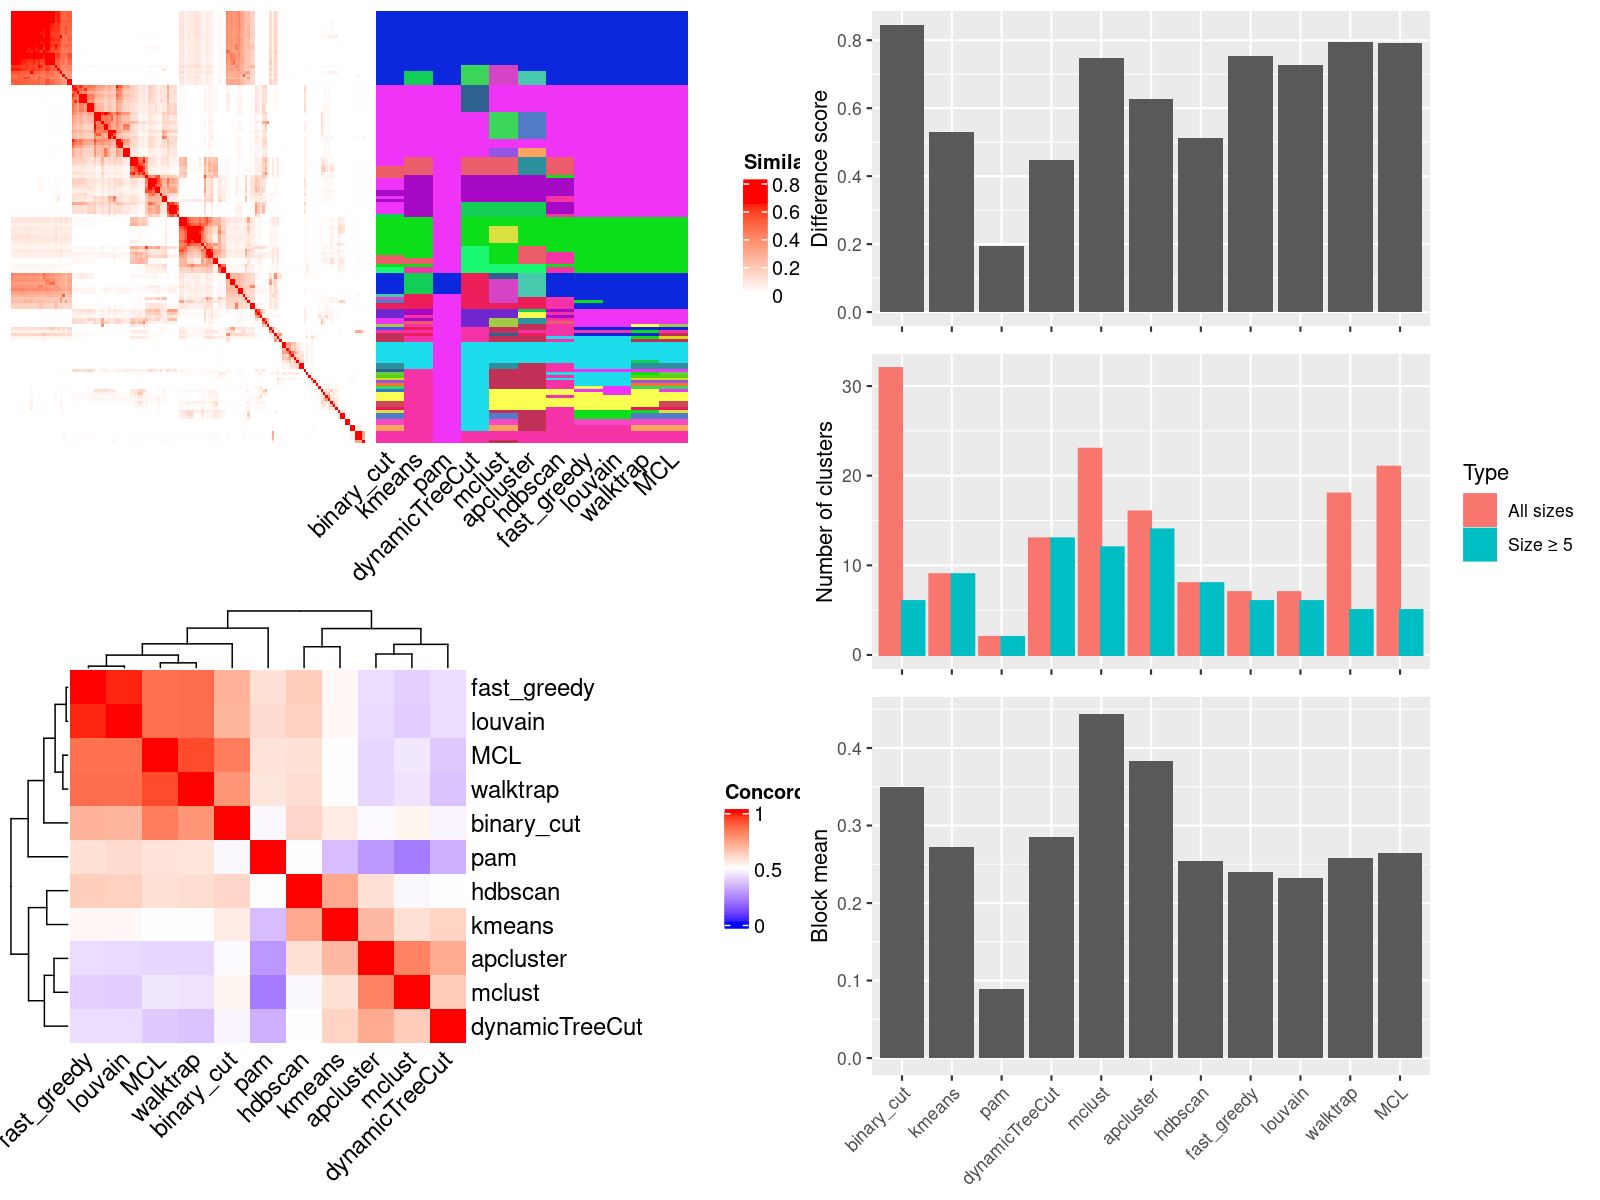 Simila
0.8
0.6
0.4
0.2
0
binary_cut
kmeans
pam
dynamicTreeCut
mclust
apcluster
hdbscan
fast_greedy
louvain
walktrap
MCL
fast_greedy
louvain
MCL
walktrap
binary_cut
pam
hdbscan
kmeans
apcluster
mclust
dynamicTreeCut
fast_greedy
louvain
MCL
walktrap
binary_cut
pam
hdbscan
kmeans
apcluster
mclust
dynamicTreeCut
Concord
1
0.5
0
Difference score
0.8
0.6
0.4
0.2
0.0
Number of clusters
30
20
10
0
Type
All sizes
Size ≥ 5
Block mean
0.4
0.3
0.2
0.1
0.0
binary_cut
kmeans
pam
dynamicTreeCut
mclust
apcluster
hdbscan
fast_greedy
louvain
walktrap
MCL